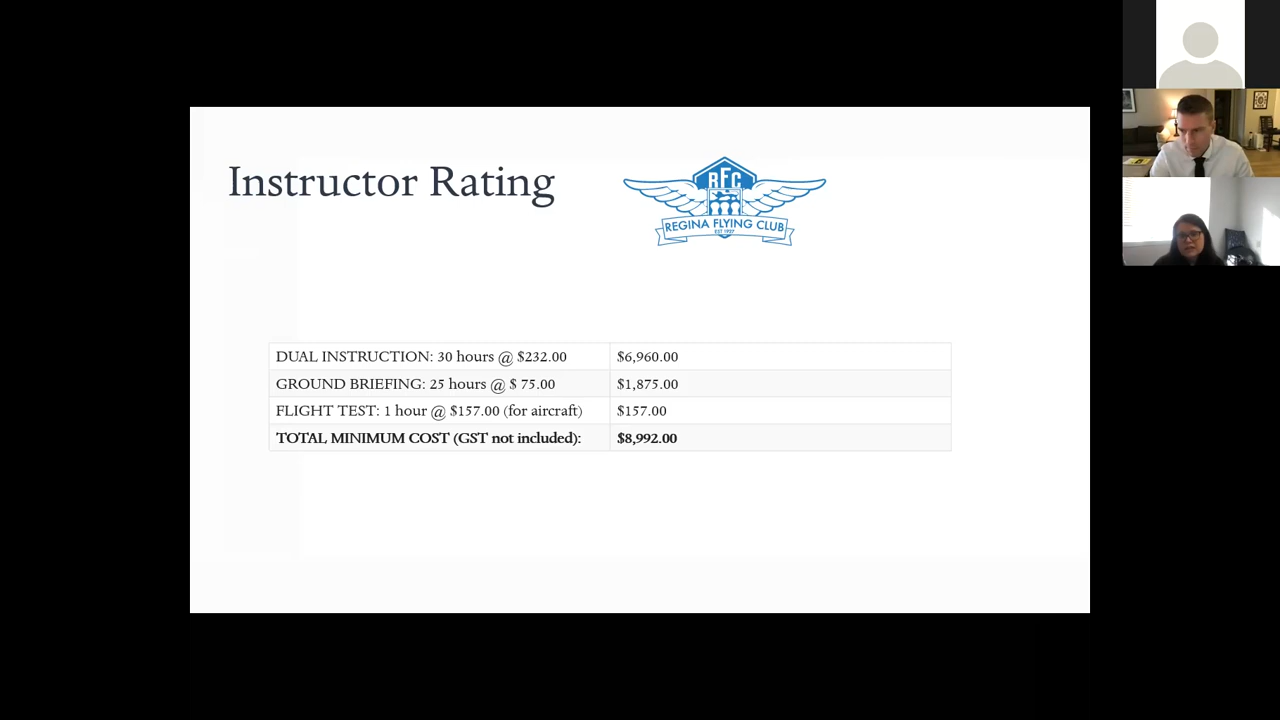 Instructor Rating
RFC
REGINA FLYING CLUB
EST 1927
DUAL INSTRUCTION: 30 hours @ $232.00 $6,960.00
GROUND BRIEFING: 25 hours @ $ 75.00 $1,875.00
FLIGHT TEST: 1 hour @ $157.00 (for aircraft) $157.00
TOTAL MINIMUM COST (GST not included): $8,992.00